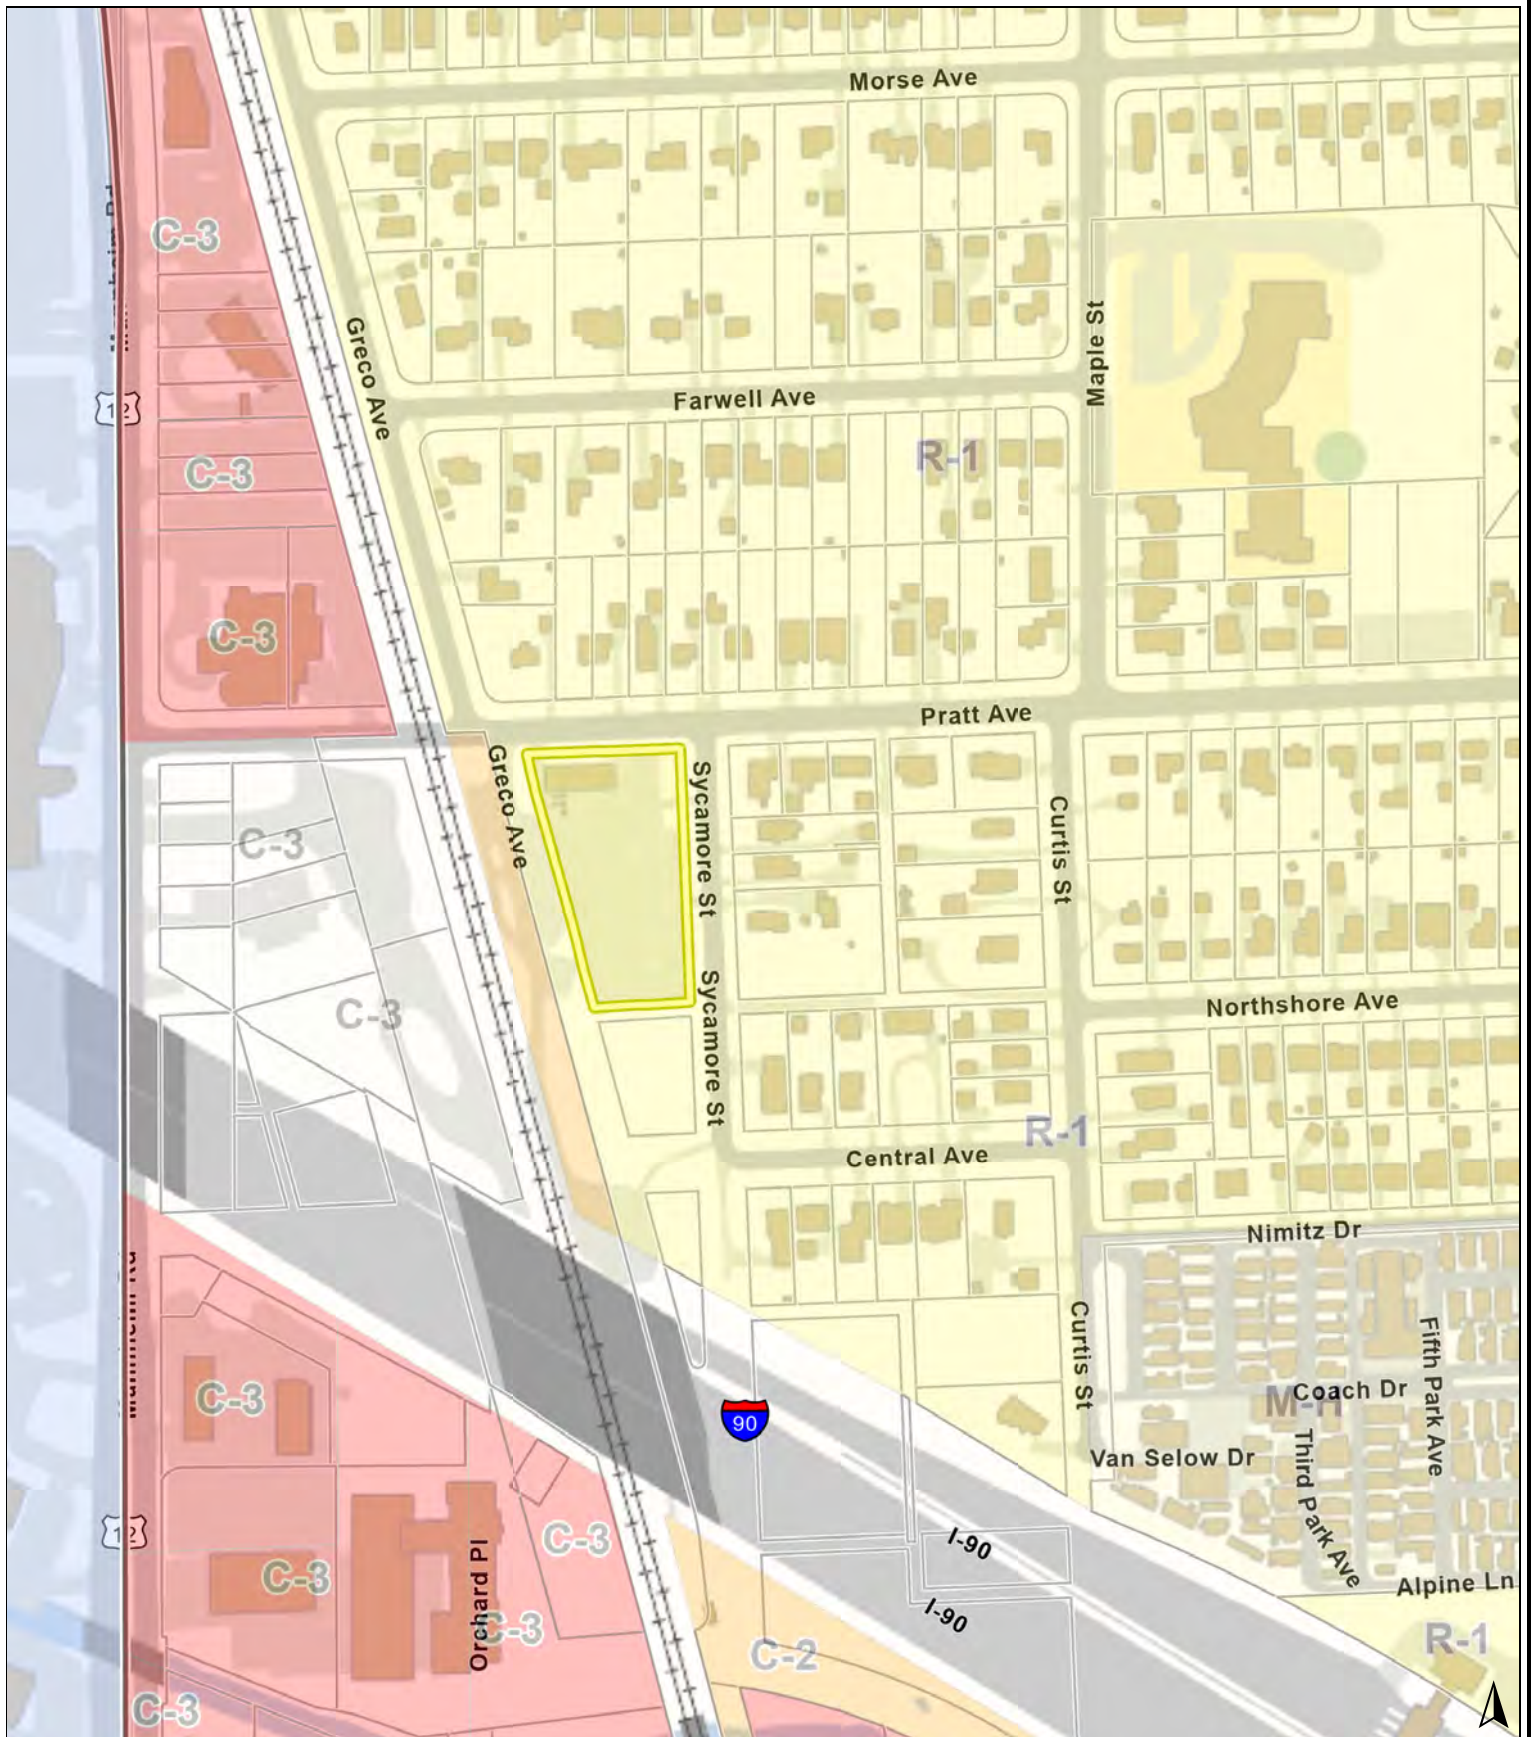 Morse Ave
C-3
Greco Ave
Maple St
12
Farwell Ave
R-1
C-3
C-3
Pratt Ave
Greco Ave
Sycamore St
Curtis St
C-3
Sycamore St
Northshore Ave
C-3
R-1
Central Ave
Nimitz Dr
Mannheim Rd
Curtis St
Fifth Park Ave
C-3
90
M-H
Coach Dr
Van Selow Dr
Third Park Ave
12
C-3
I-90
C-3
Orchard Pl
C-3
I-90
Alpine Ln
C-2
R-1
C-3